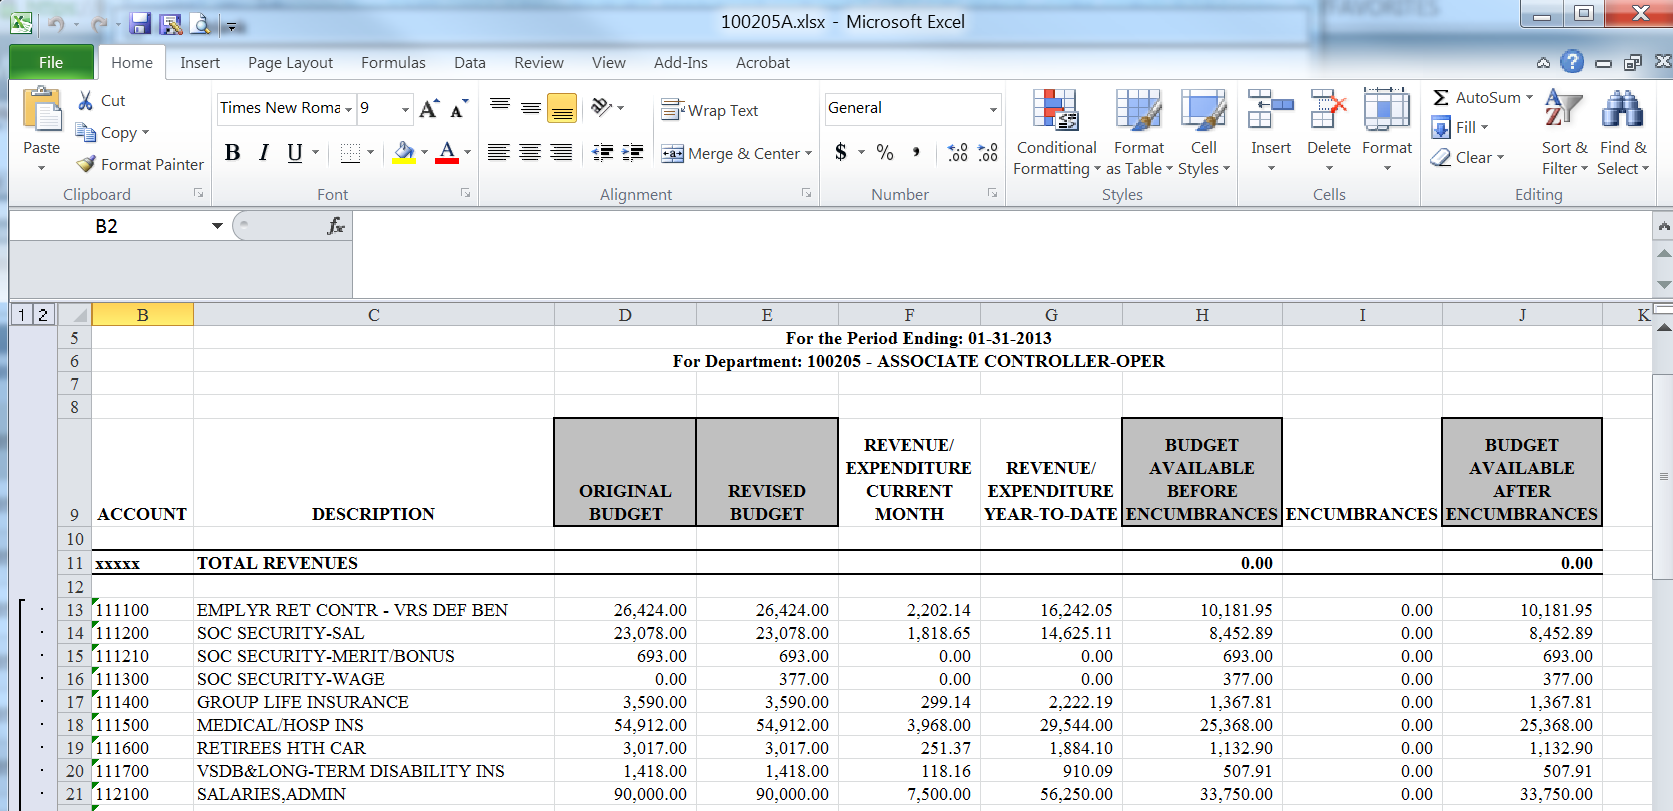 100205A.xlsx - Microsoft Excel
FAVORITES
File Home Insert Page Layout Formulas Data Review View Add-Ins Acrobat
Paste
Cut
Copy
Format Painter
Clipboard
Times New Roma 9
B I U A
Font
Wrap Text
Merge & Center
Alignment
General
$ % , .00 .00
Number
Conditional Formatting
Format as Table
Cell Styles
Styles
Insert Delete Format
Cells
Σ AutoSum
Fill
Clear
Sort & Filter
Find & Select
Editing
B2 fx
1 2 B C D E F G H I J K
5 For the Period Ending: 01-31-2013
6 For Department: 100205 - ASSOCIATE CONTROLLER-OPER
7
8
9 ACCOUNT DESCRIPTION ORIGINAL BUDGET REVISED BUDGET REVENUE/ EXPENDITURE CURRENT MONTH REVENUE/ EXPENDITURE YEAR-TO-DATE BUDGET AVAILABLE BEFORE ENCUMBRANCES ENCUMBRANCES BUDGET AVAILABLE AFTER ENCUMBRANCES
10
11 xxxxx TOTAL REVENUES 0.00 0.00
12
13 111100 EMPLYR RET CONTR - VRS DEF BEN 26,424.00 26,424.00 2,202.14 16,242.05 10,181.95 0.00 10,181.95
14 111200 SOC SECURITY-SAL 23,078.00 23,078.00 1,818.65 14,625.11 8,452.89 0.00 8,452.89
15 111210 SOC SECURITY-MERIT/BONUS 693.00 693.00 0.00 0.00 693.00 0.00 693.00
16 111300 SOC SECURITY-WAGE 0.00 377.00 0.00 0.00 377.00 0.00 377.00
17 111400 GROUP LIFE INSURANCE 3,590.00 3,590.00 299.14 2,222.19 1,367.81 0.00 1,367.81
18 111500 MEDICAL/HOSP INS 54,912.00 54,912.00 3,968.00 29,544.00 25,368.00 0.00 25,368.00
19 111600 RETIREES HTH CAR 3,017.00 3,017.00 251.37 1,884.10 1,132.90 0.00 1,132.90
20 111700 VSDB&LONG-TERM DISABILITY INS 1,418.00 1,418.00 118.16 910.09 507.91 0.00 507.91
21 112100 SALARIES,ADMIN 90,000.00 90,000.00 7,500.00 56,250.00 33,750.00 0.00 33,750.00